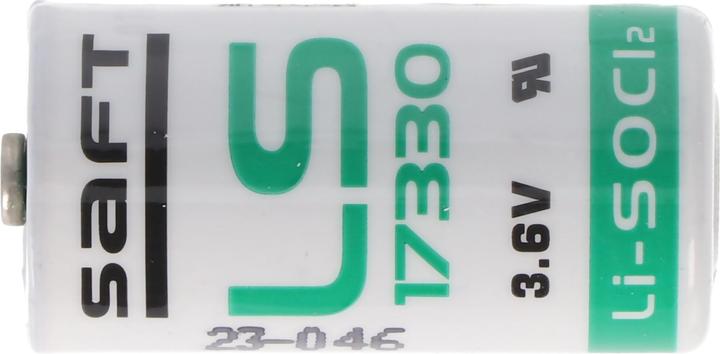 SAFT
LS
17330
3.6V
Li-SOCl2
23-046